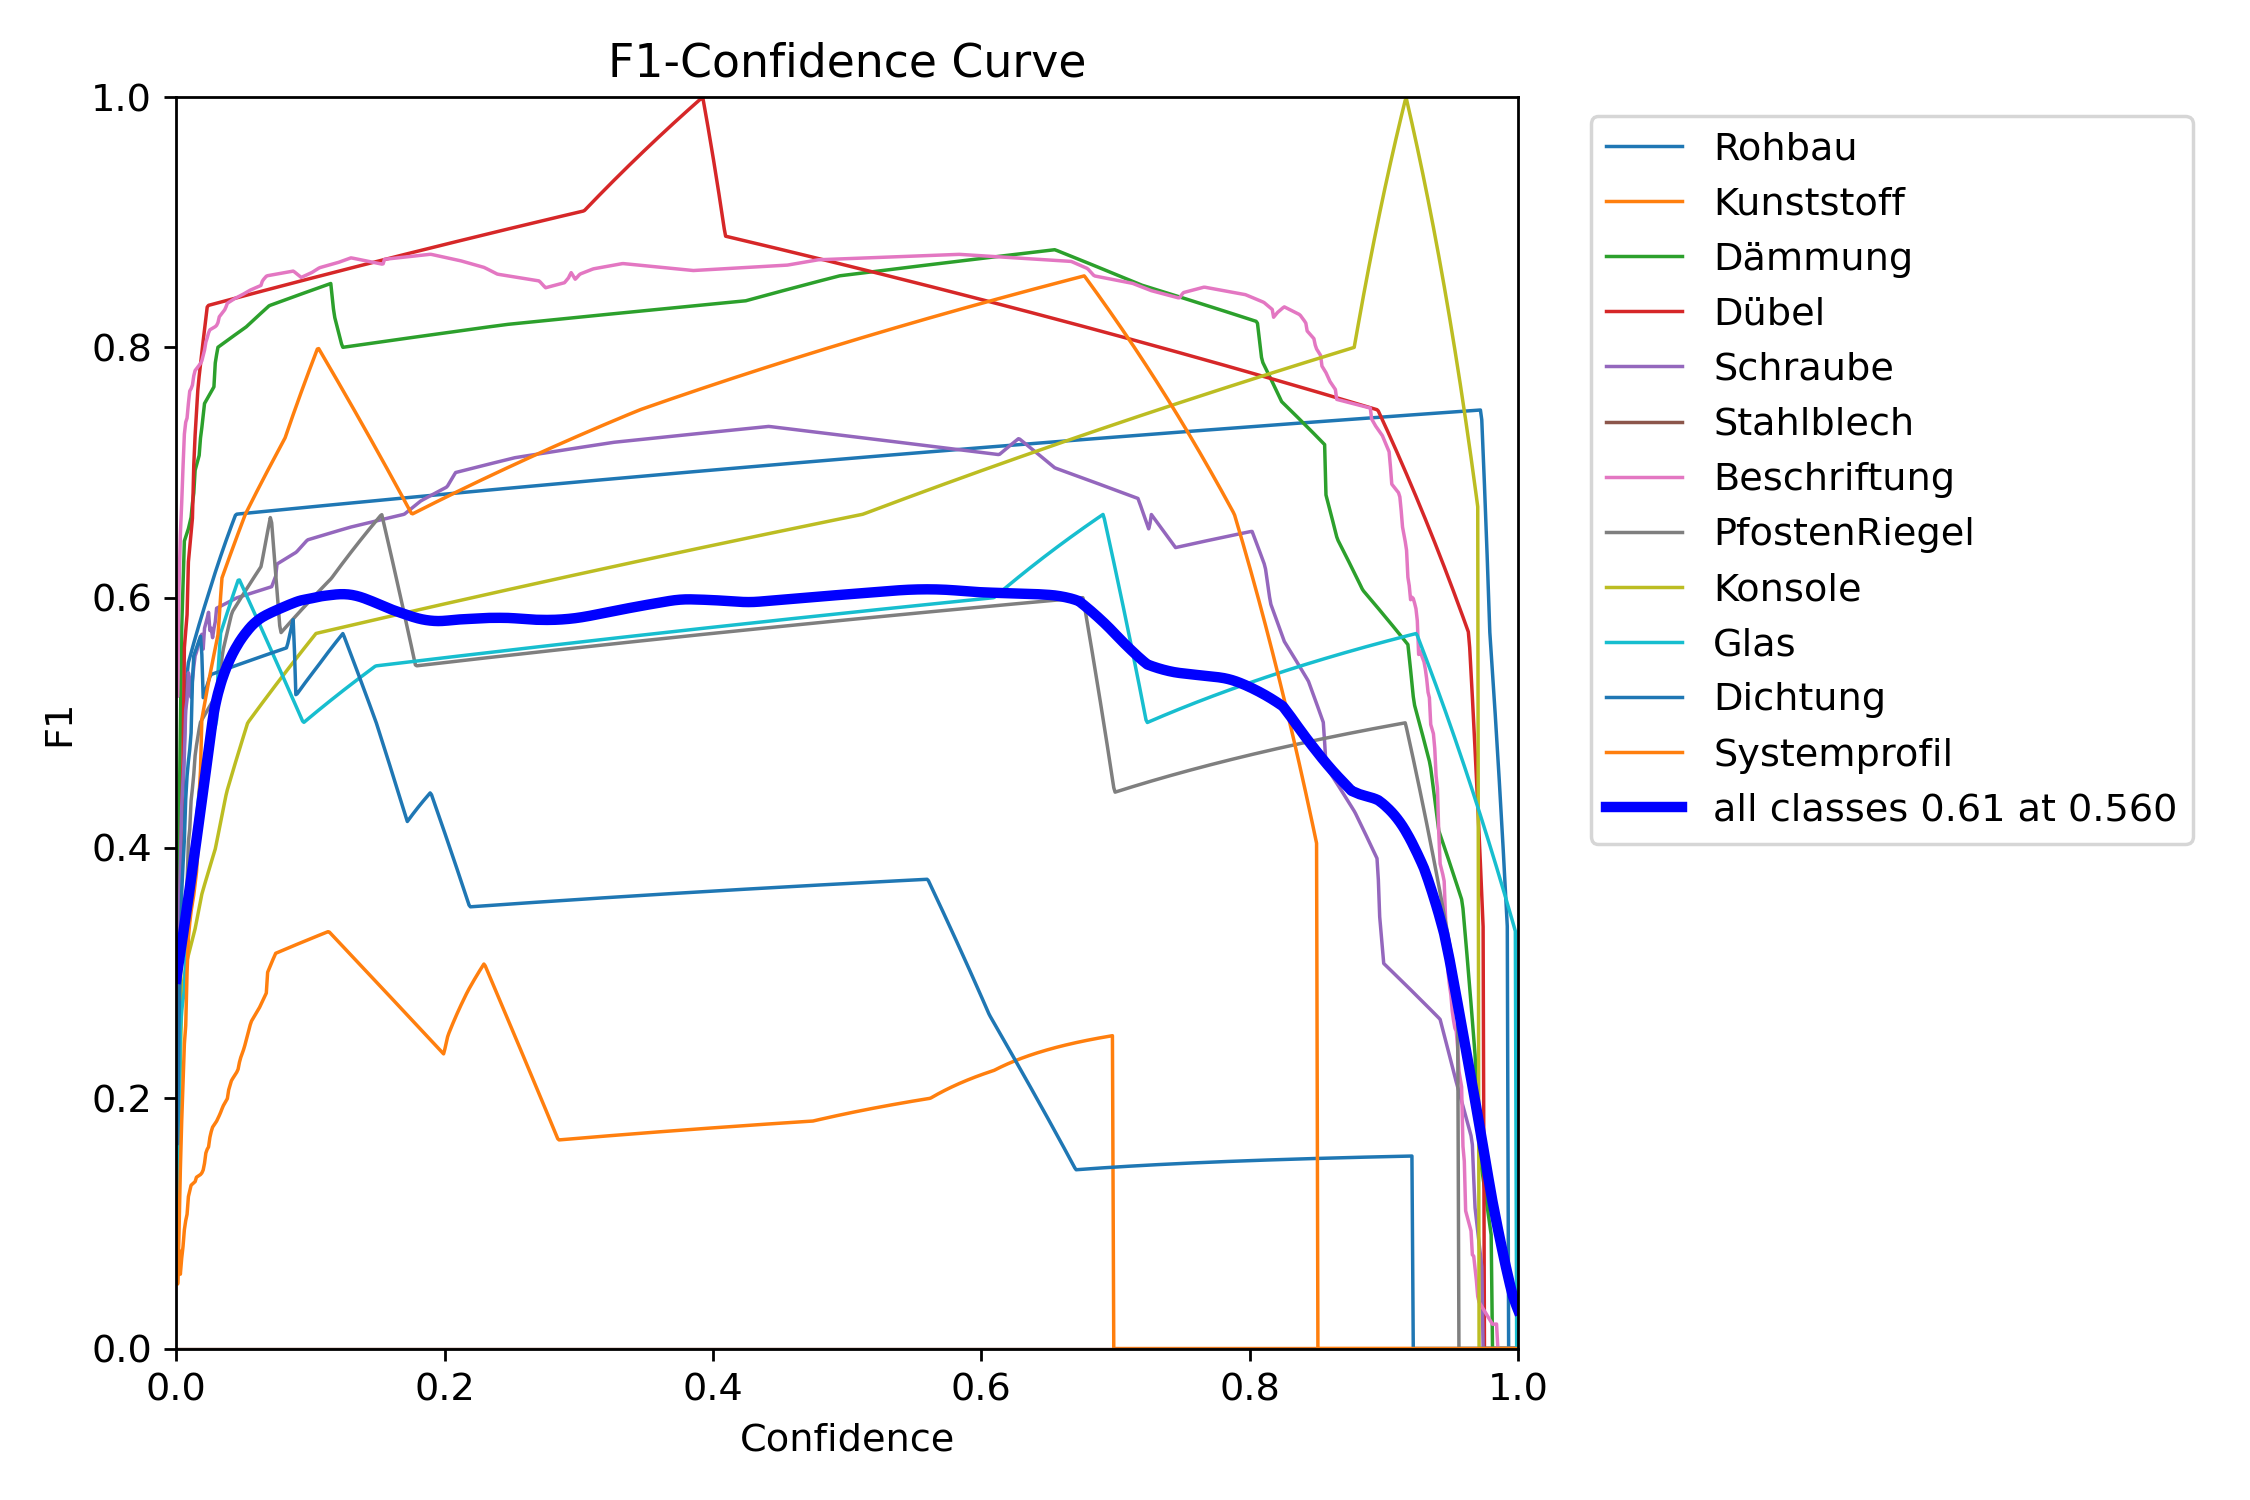 F1-Confidence Curve
1.0
0.8
0.6
0.4
0.2
0.0
F1
0.0 0.2 0.4 0.6 0.8 1.0
Confidence
Rohbau
Kunststoff
Dämmung
Dübel
Schraube
Stahlblech
Beschriftung
PfostenRiegel
Konsole
Glas
Dichtung
Systemprofil
all classes 0.61 at 0.560